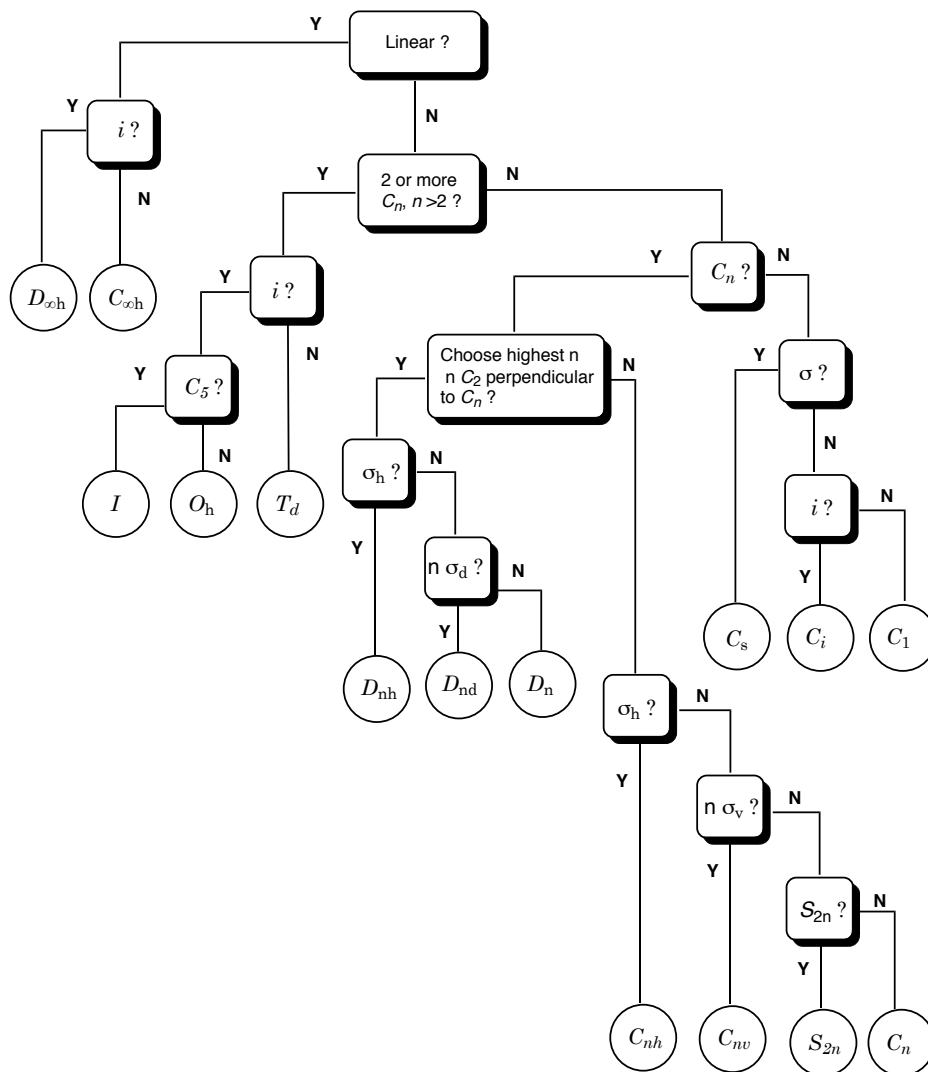 Y
Linear ?
Y
N
i ?
Y
2 or more
Cₙ, n >2 ?
N
N
Y
Cₙ ?
N
Y
i ?
D∞h
C∞h
N
Choose highest n
n C₂ perpendicular
to Cₙ ?
Y
N
Y
σ ?
Y
C₅ ?
N
N
σh ?
N
I
Oh
Td
i ?
N
Y
n σd ?
N
Y
Y
Cs
Ci
C1
Dnh
Dnd
Dn
σh ?
N
Y
n σv ?
N
Y
S2n ?
N
Y
Cnh
Cnv
S2n
Cn